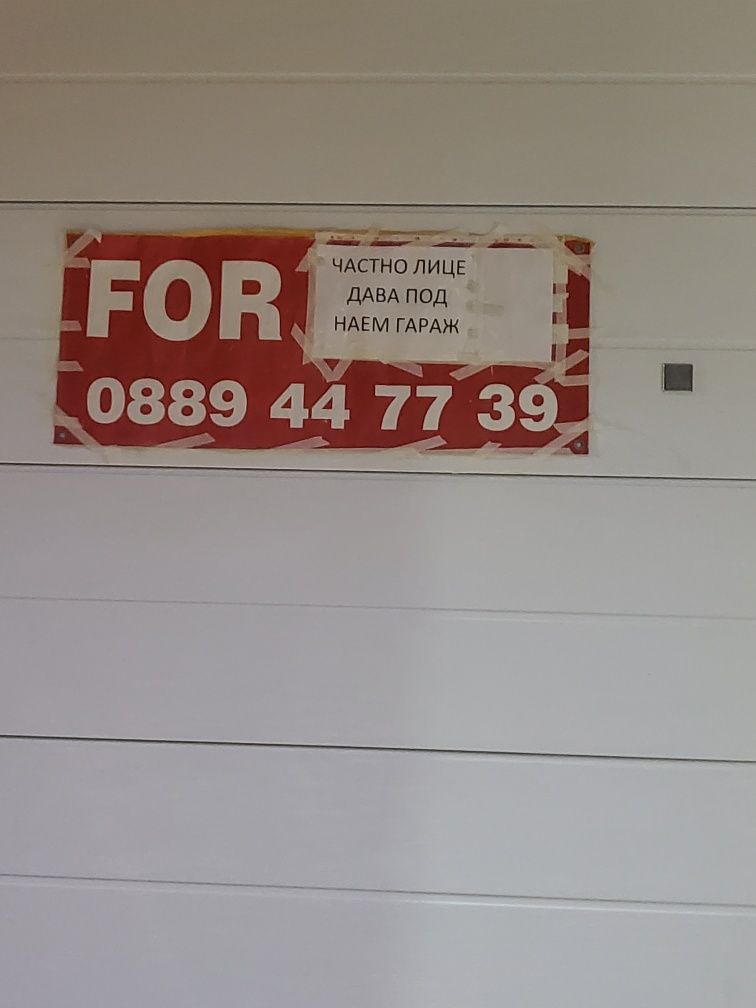 FOR
ЧАСТНО ЛИЦЕ
ДАВА ПОД
НАЕМ ГАРАЖ
0889 44 77 39